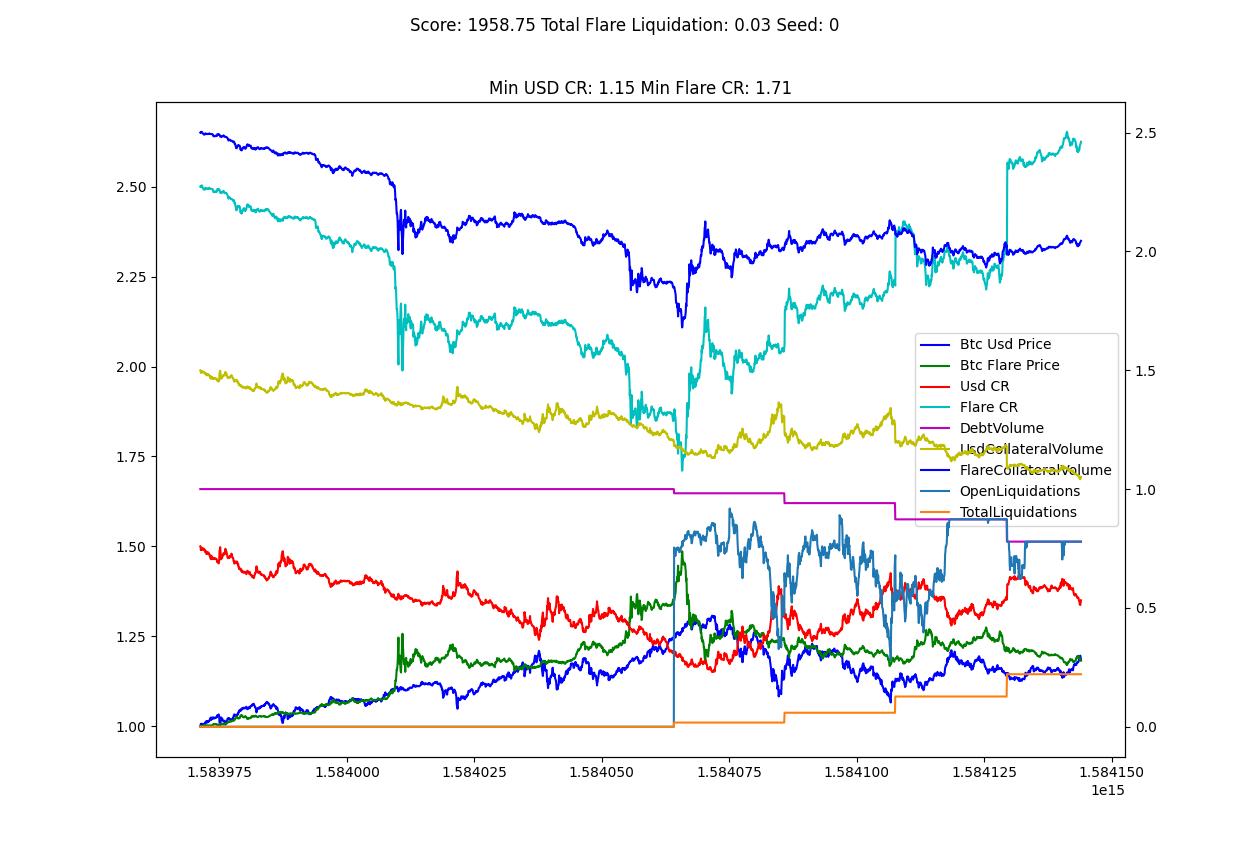 Score: 1958.75 Total Flare Liquidation: 0.03 Seed: 0
Min USD CR: 1.15 Min Flare CR: 1.71
2.50
2.25
2.00
1.75
1.50
1.25
1.00
2.5
2.0
1.5
1.0
0.5
0.0
Btc Usd Price
Btc Flare Price
Usd CR
Flare CR
DebtVolume
UsdCollateralVolume
FlareCollateralVolume
OpenLiquidations
TotalLiquidations
1.583975 1.584000 1.584025 1.584050 1.584075 1.584100 1.584125 1.584150
1e15